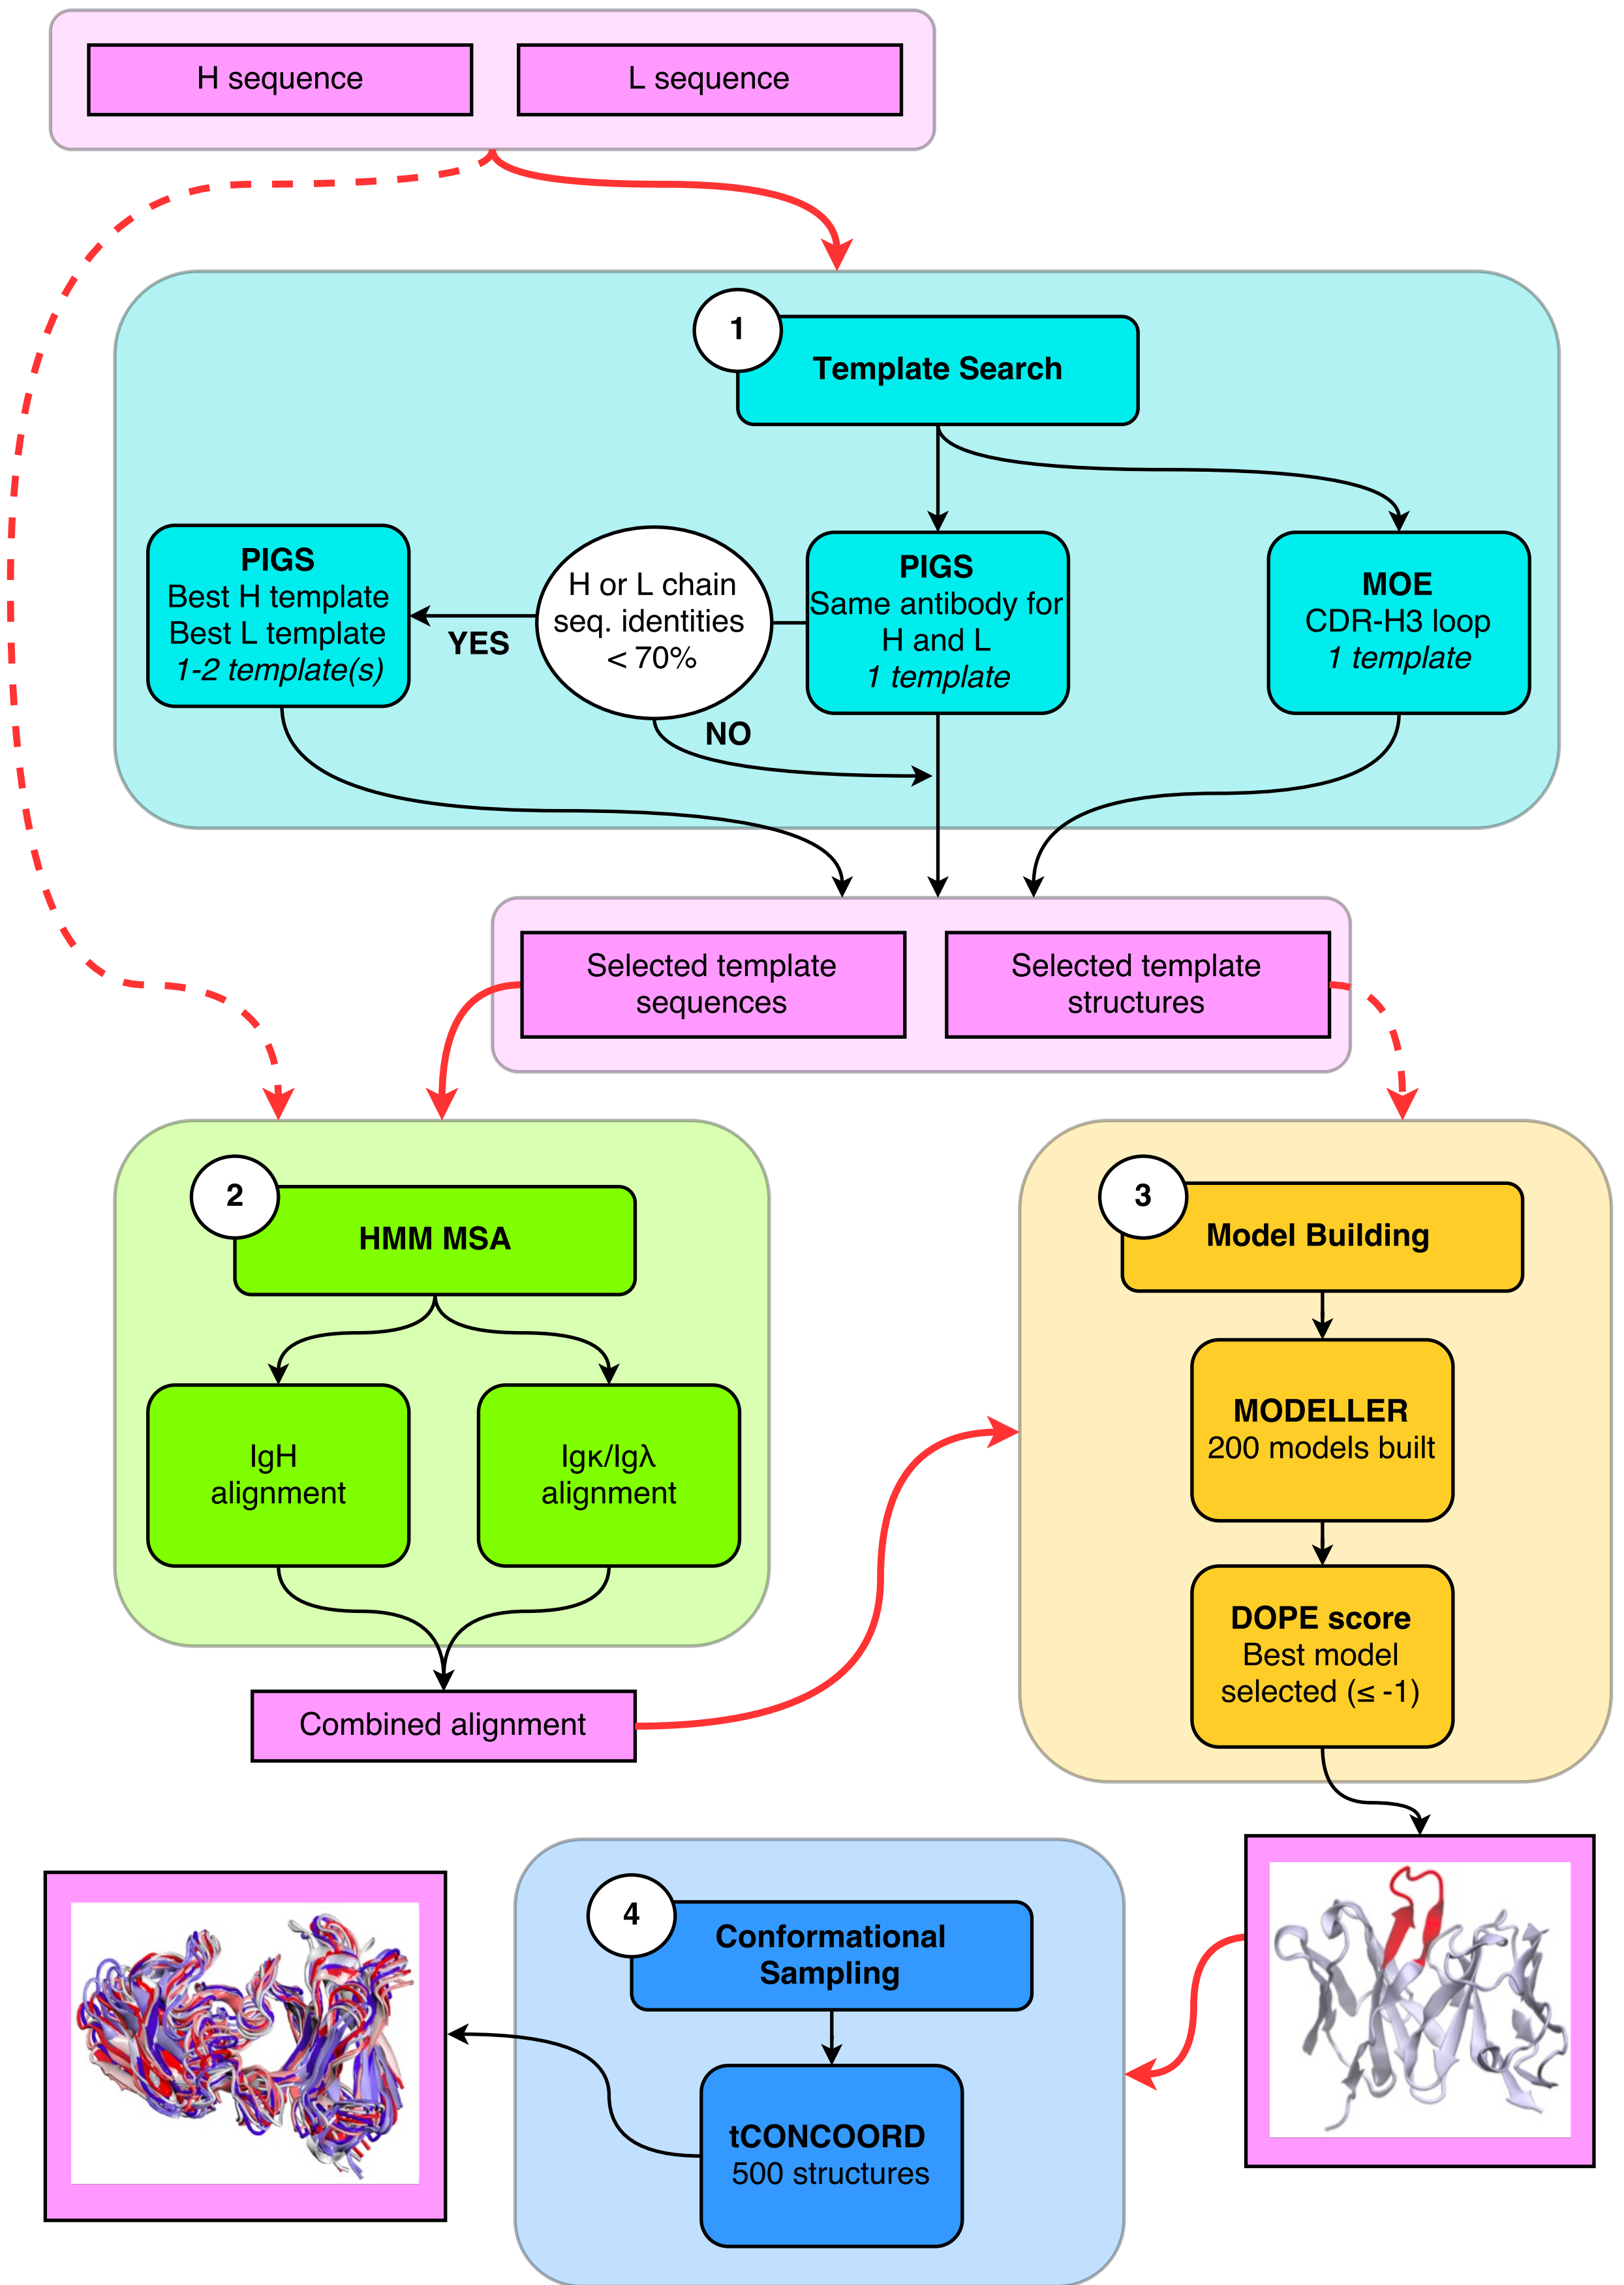 H sequence
L sequence
1
Template Search
PIGS
Best H template
Best L template
1-2 template(s)
H or L chain
seq. identities
< 70%
YES
NO
PIGS
Same antibody for
H and L
1 template
MOE
CDR-H3 loop
1 template
Selected template
sequences
Selected template
structures
2
HMM MSA
IgH
alignment
Igκ/Igλ
alignment
Combined alignment
3
Model Building
MODELLER
200 models built
DOPE score
Best model
selected (≤ -1)
4
Conformational
Sampling
tCONCOORD
500 structures